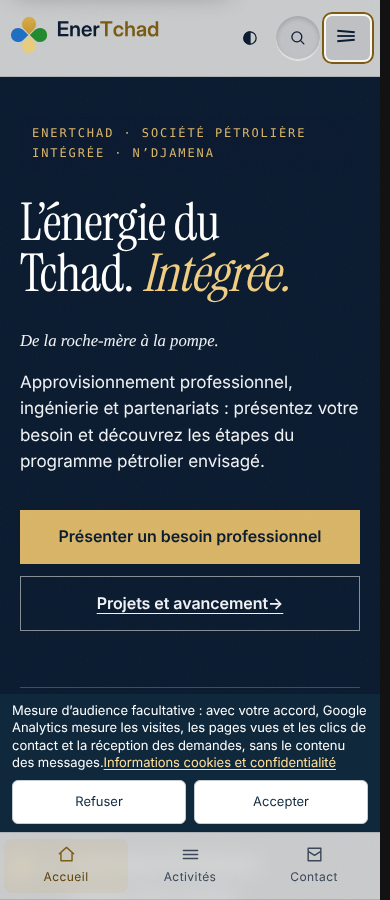 EnerTchad
ENERTCHAD · SOCIÉTÉ PÉTROLIÈRE
INTÉGRÉE · N’DJAMENA
L’énergie du
Tchad. Intégrée.
De la roche-mère à la pompe.
Approvisionnement professionnel,
ingénierie et partenariats : présentez votre
besoin et découvrez les étapes du
programme pétrolier envisagé.
Présenter un besoin professionnel
Projets et avancement→
Mesure d’audience facultative : avec votre accord, Google
Analytics mesure les visites, les pages vues et les clics de
contact et la réception des demandes, sans le contenu
des messages.Informations cookies et confidentialité
Refuser
Accepter
Accueil
Activités
Contact